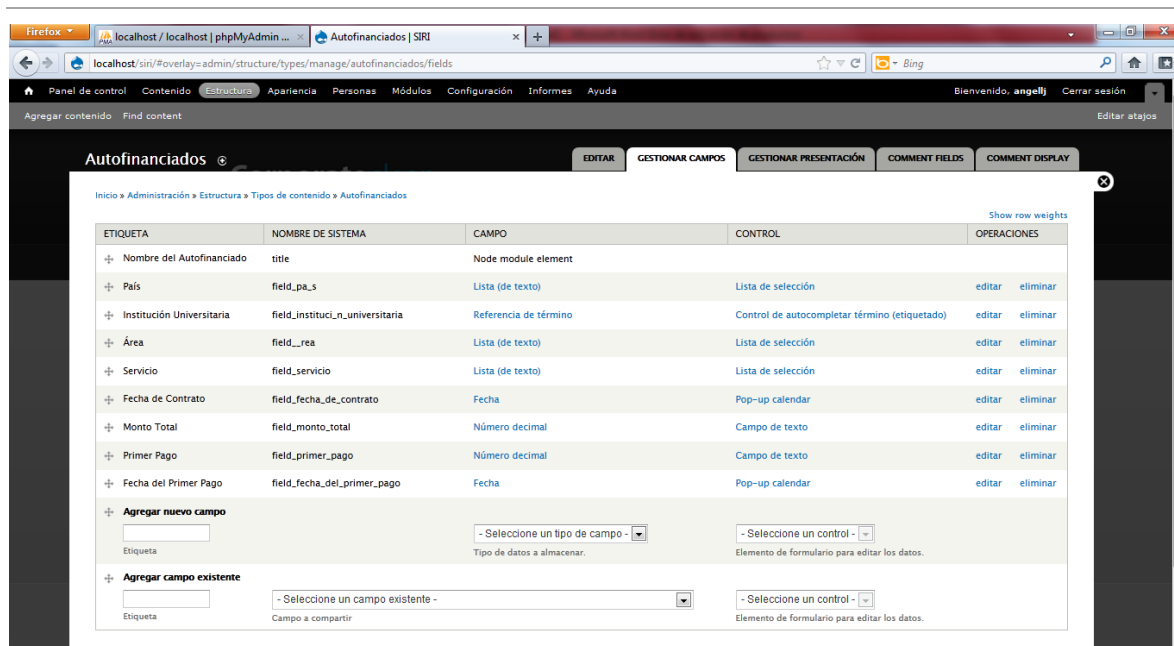 Firefox
localhost / localhost | phpMyAdmin ... × Autofinanciados | SIRI × +
localhost/siri/#overlay=admin/structure/types/manage/autofinanciados/fields Bing
Panel de control Contenido Estructura Apariencia Personas Módulos Configuración Informes Ayuda Bienvenido, angellj Cerrar sesión
Agregar contenido Find content Editar atajos
Autofinanciados EDITAR GESTIONAR CAMPOS GESTIONAR PRESENTACIÓN COMMENT FIELDS COMMENT DISPLAY
Inicio » Administración » Estructura » Tipos de contenido » Autofinanciados
Show row weights
ETIQUETA NOMBRE DE SISTEMA CAMPO CONTROL OPERACIONES
Nombre del Autofinanciado title Node module element
País field_pa_s Lista (de texto) Lista de selección editar eliminar
Institución Universitaria field_instituci_n_universitaria Referencia de término Control de autocompletar término (etiquetado) editar eliminar
Área field__rea Lista (de texto) Lista de selección editar eliminar
Servicio field_servicio Lista (de texto) Lista de selección editar eliminar
Fecha de Contrato field_fecha_de_contrato Fecha Pop-up calendar editar eliminar
Monto Total field_monto_total Número decimal Campo de texto editar eliminar
Primer Pago field_primer_pago Número decimal Campo de texto editar eliminar
Fecha del Primer Pago field_fecha_del_primer_pago Fecha Pop-up calendar editar eliminar
Agregar nuevo campo
- Seleccione un tipo de campo - - Seleccione un control -
Etiqueta Tipo de datos a almacenar. Elemento de formulario para editar los datos.
Agregar campo existente
- Seleccione un campo existente - - Seleccione un control -
Etiqueta Campo a compartir Elemento de formulario para editar los datos.